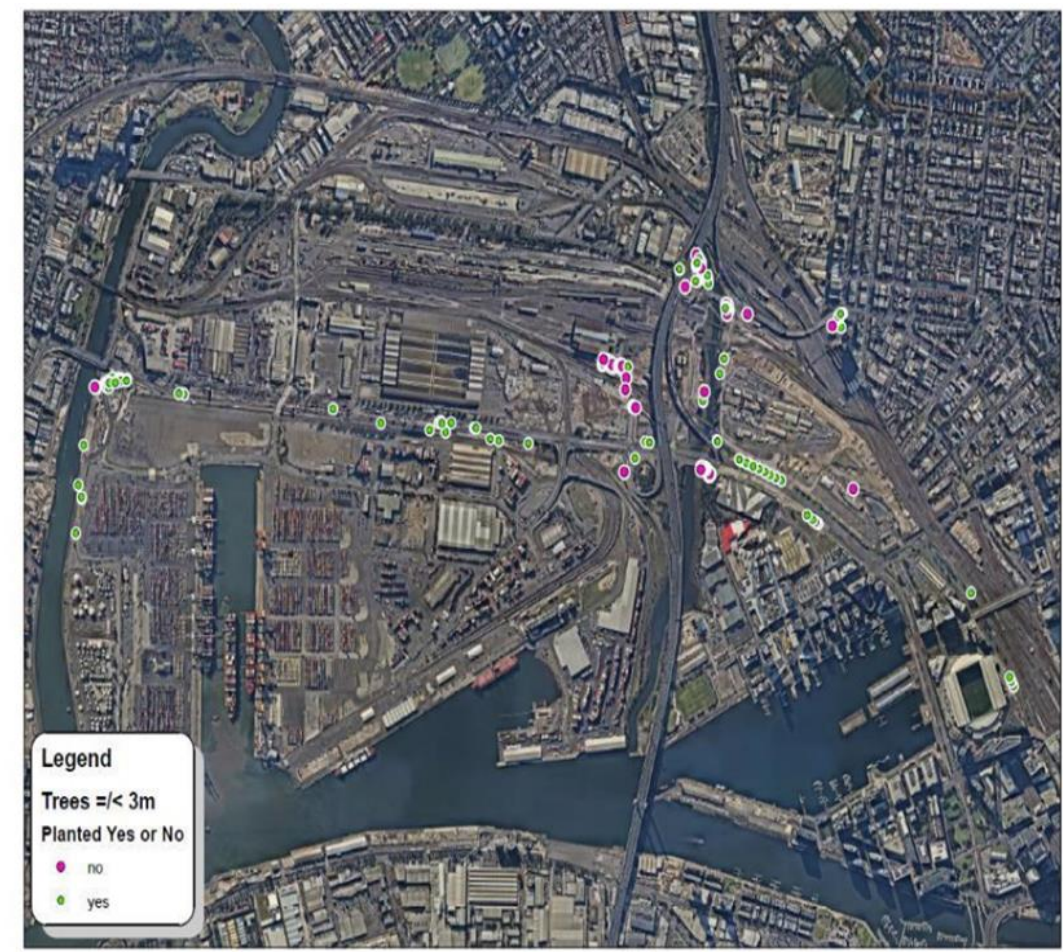 Legend
Trees =/< 3m
Planted Yes or No
no
yes